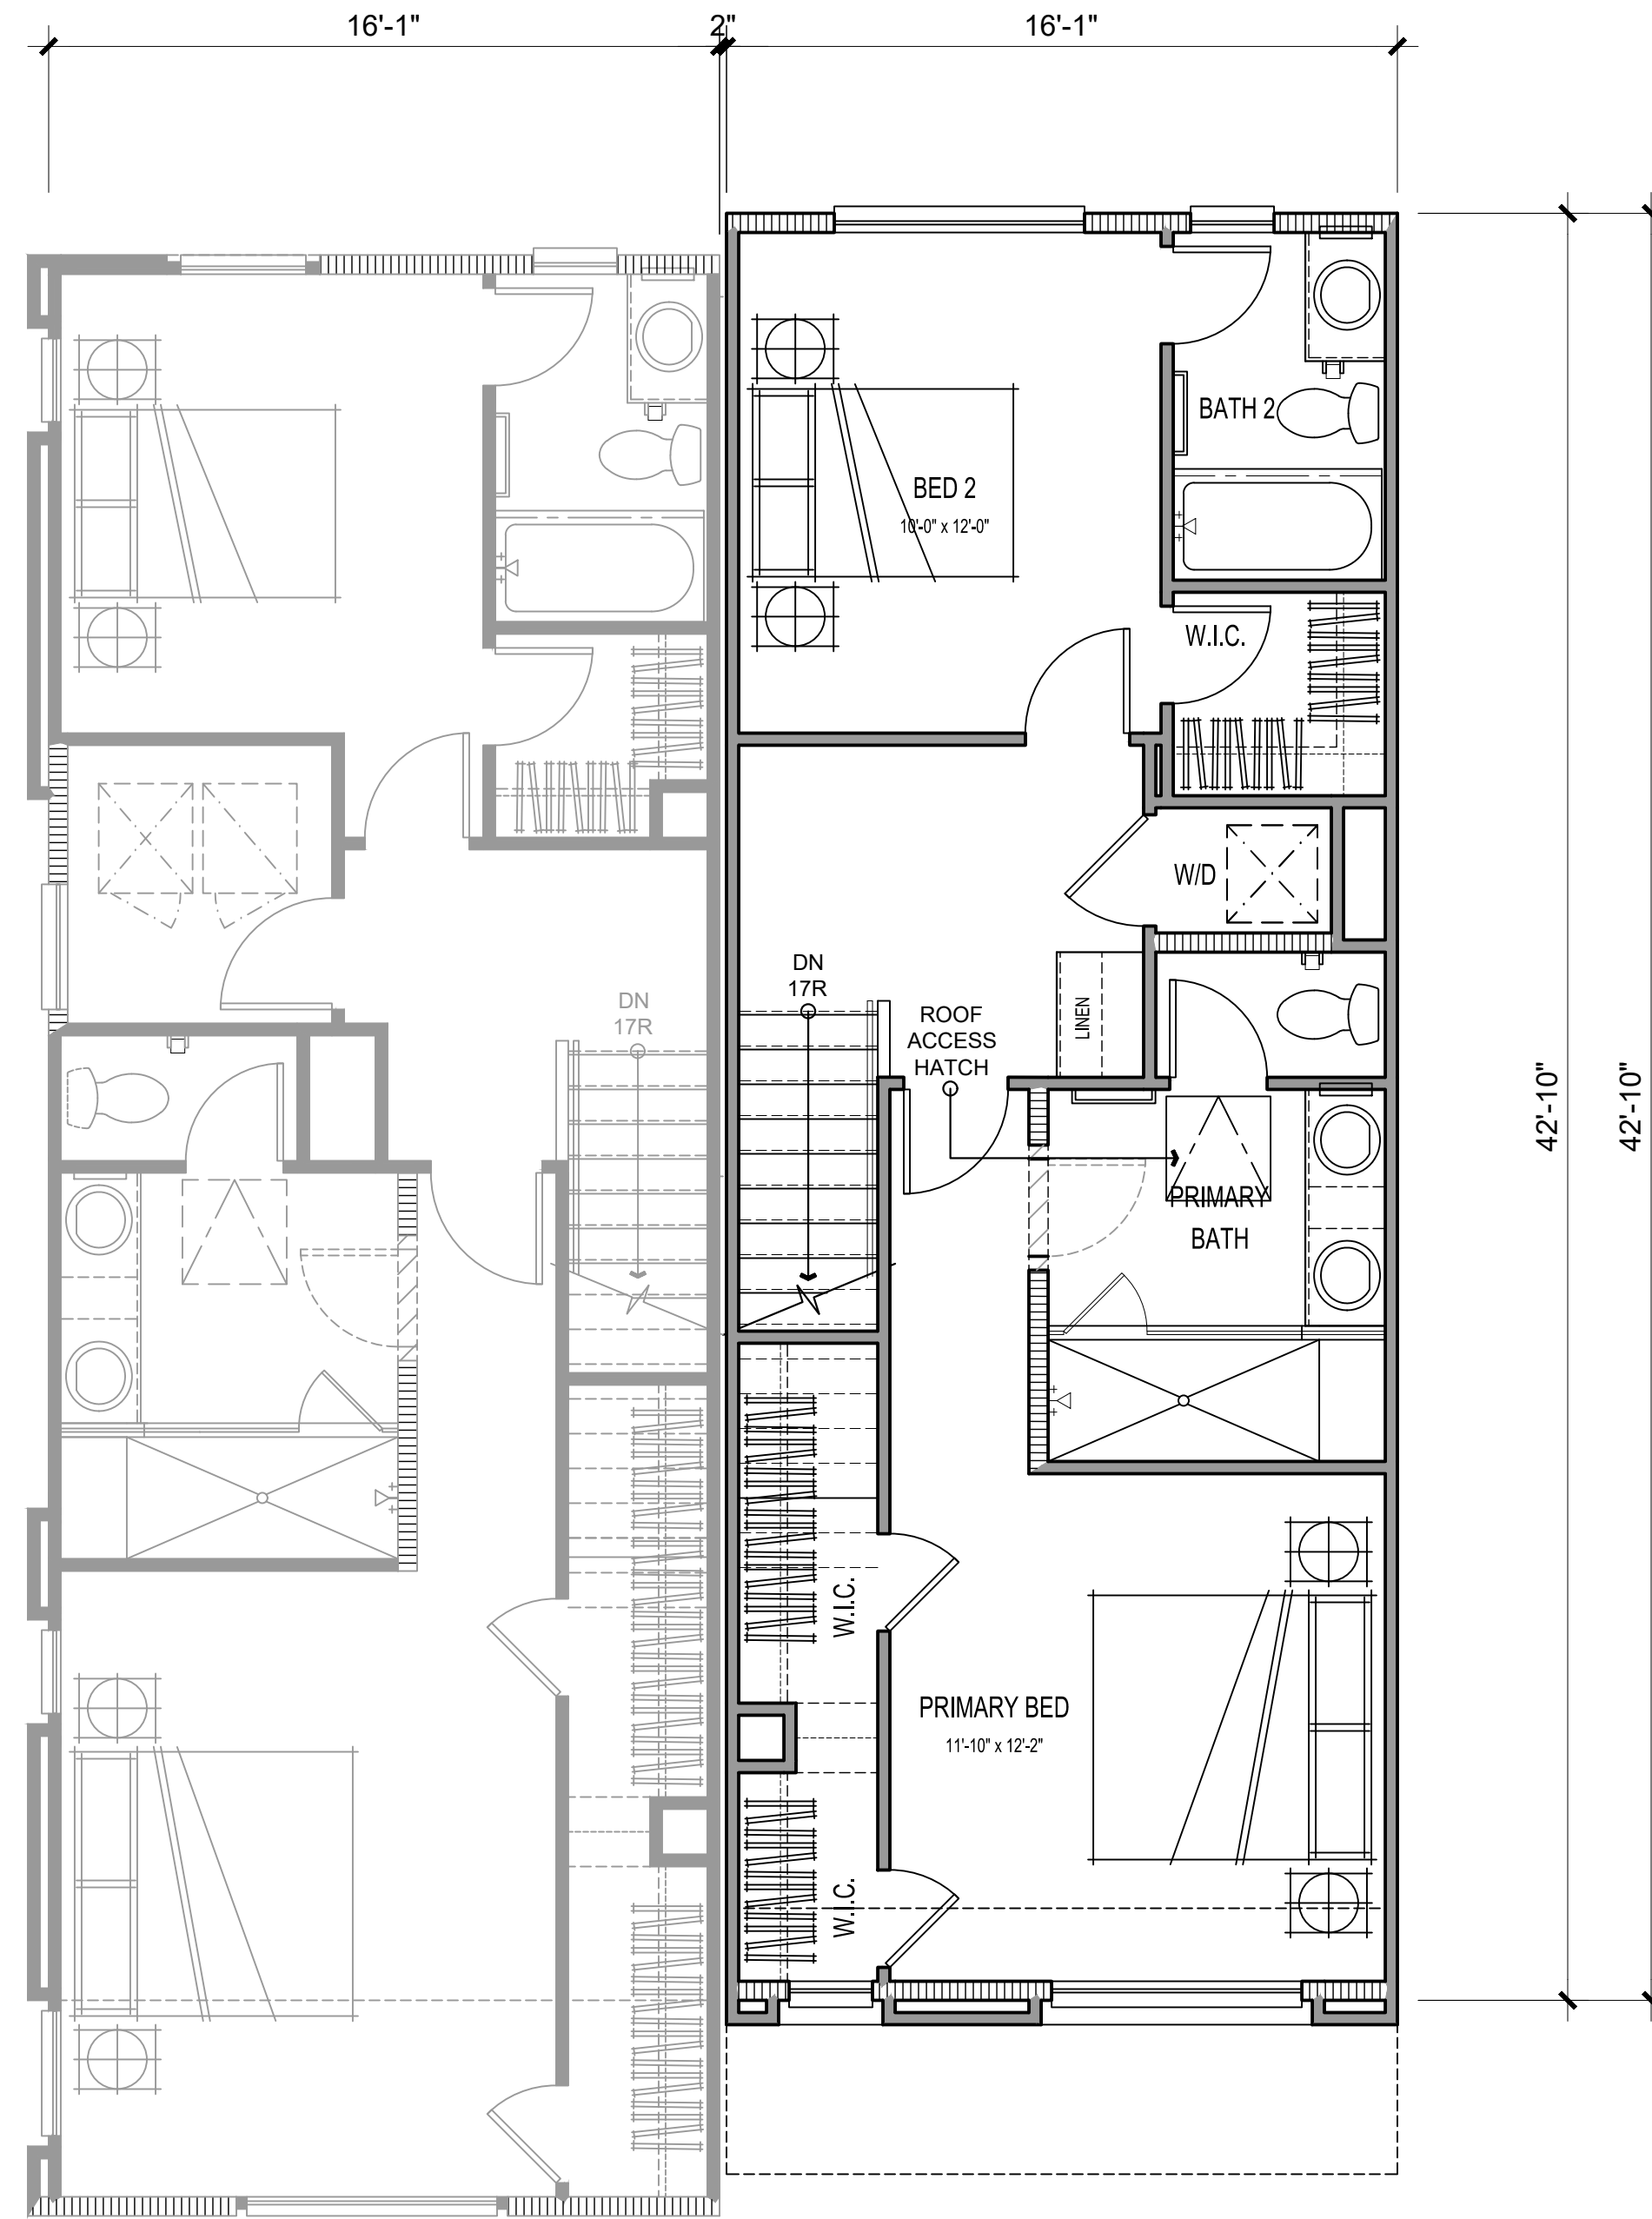 16'-1"
2"
16'-1"
BATH 2
BED 2
10'-0" x 12'-0"
W.I.C.
W/D
DN
17R
DN
17R
ROOF
ACCESS
HATCH
LINEN
42'-10"
42'-10"
PRIMARY
BATH
W.I.C.
PRIMARY BED
11'-10" x 12'-2"
W.I.C.